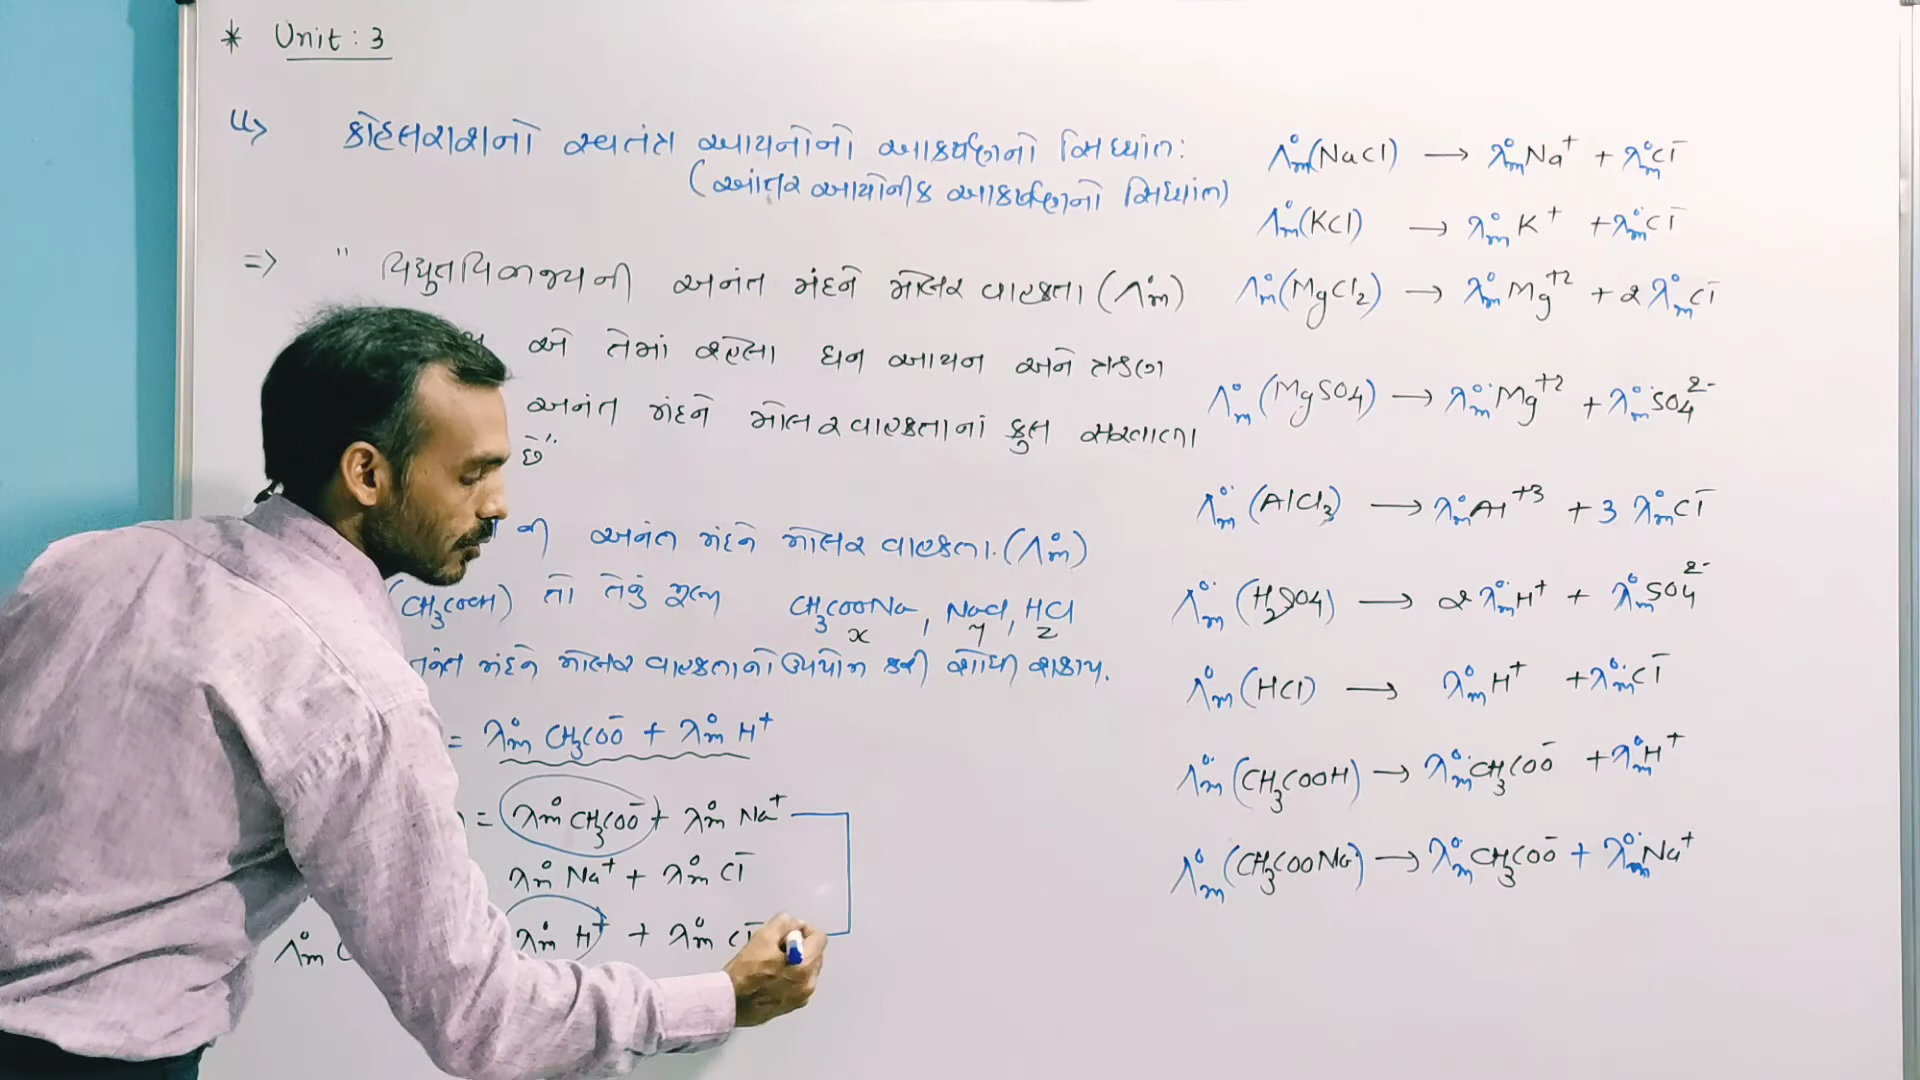 * Unit : 3
કોહલરાશનો સ્વતંત્ર આયનોનો આકર્ષણનો સિધ્ધાંત :
(આંતર આયોનીક આકર્ષણનો સિધ્ધાંત)
⇒ " વિદ્યુતવિભાજ્યની અનંત મંદને મોલર વાહકતા (Λ°m)
એ તેમાં રહેલા ધન આયન અને ઋણ
અનંત મંદને મોલર વાહકતાનાં કુલ સરવાળા
છે"
ની અનંત મંદને મોલર વાહકતા (Λ°m)
(CH₃COOH) તો તેનું મૂલ્ય CH₃COONa, NaCl, HCl
x y z
મંદને મોલર વાહકતાનો ઉપયોગ કરી શોધી શકાય.
= λ°m CH₃COO⁻ + λ°m H⁺
= λ°m CH₃COO⁻ + λ°m Na⁺
λ°m Na⁺ + λ°m Cl⁻
Λ°m λ°m H⁺ + λ°m Cl⁻
Λ°m (NaCl) → λ°m Na⁺ + λ°m Cl⁻
Λ°m (KCl) → λ°m K⁺ + λ°m Cl⁻
Λ°m (MgCl₂) → λ°m Mg⁺² + 2 λ°m Cl⁻
Λ°m (MgSO₄) → λ°m Mg⁺² + λ°m SO₄²⁻
Λ°m (AlCl₃) → λ°m Al⁺³ + 3 λ°m Cl⁻
Λ°m (H₂SO₄) → 2 λ°m H⁺ + λ°m SO₄²⁻
Λ°m (HCl) → λ°m H⁺ + λ°m Cl⁻
Λ°m (CH₃COOH) → λ°m CH₃COO⁻ + λ°m H⁺
Λ°m (CH₃COONa) → λ°m CH₃COO⁻ + λ°m Na⁺